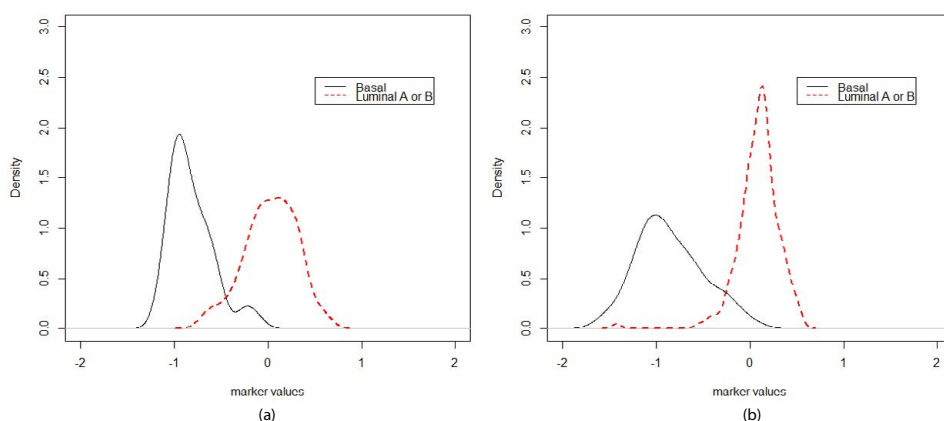 3.0
2.5
2.0
1.5
1.0
0.5
0.0
Density
Basal
Luminal A or B
-2 -1 0 1 2
marker values
(a)
3.0
2.5
2.0
1.5
1.0
0.5
0.0
Density
Basal
Luminal A or B
-2 -1 0 1 2
marker values
(b)